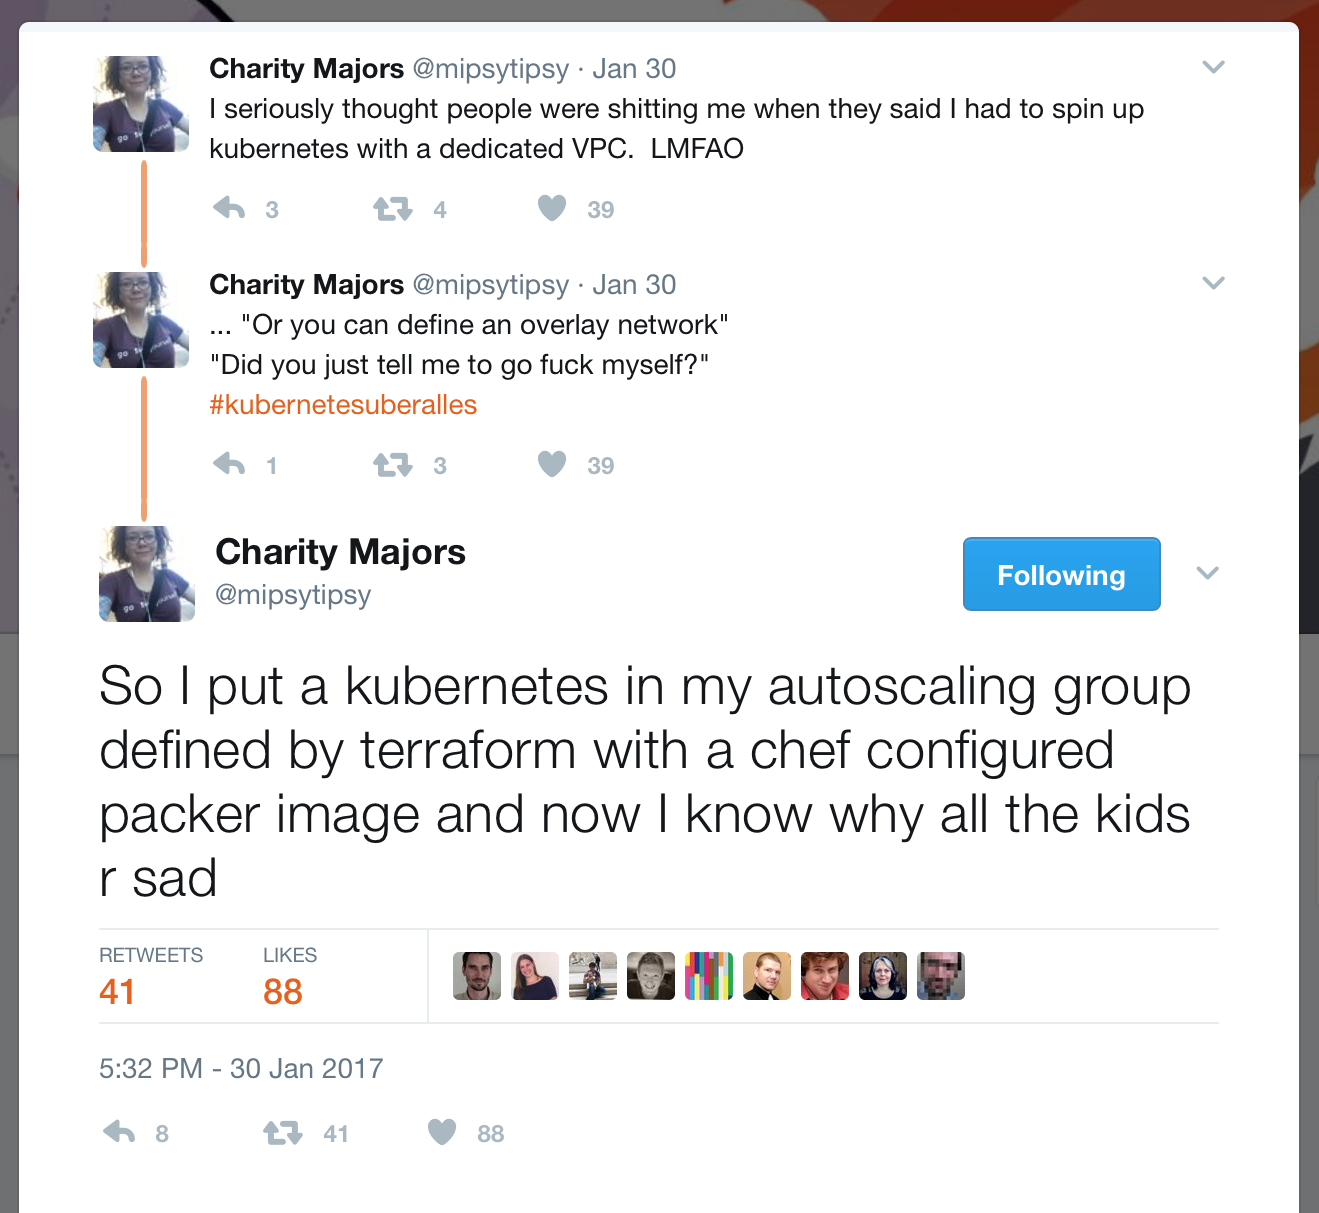 Charity Majors @mipsytipsy · Jan 30
I seriously thought people were shitting me when they said I had to spin up
kubernetes with a dedicated VPC.  LMFAO
3 4 39
Charity Majors @mipsytipsy · Jan 30
... "Or you can define an overlay network"
"Did you just tell me to go fuck myself?"
#kubernetesuberalles
1 3 39
Charity Majors
@mipsytipsy
Following
So I put a kubernetes in my autoscaling group
defined by terraform with a chef configured
packer image and now I know why all the kids
r sad
RETWEETS LIKES
41 88
5:32 PM - 30 Jan 2017
8 41 88